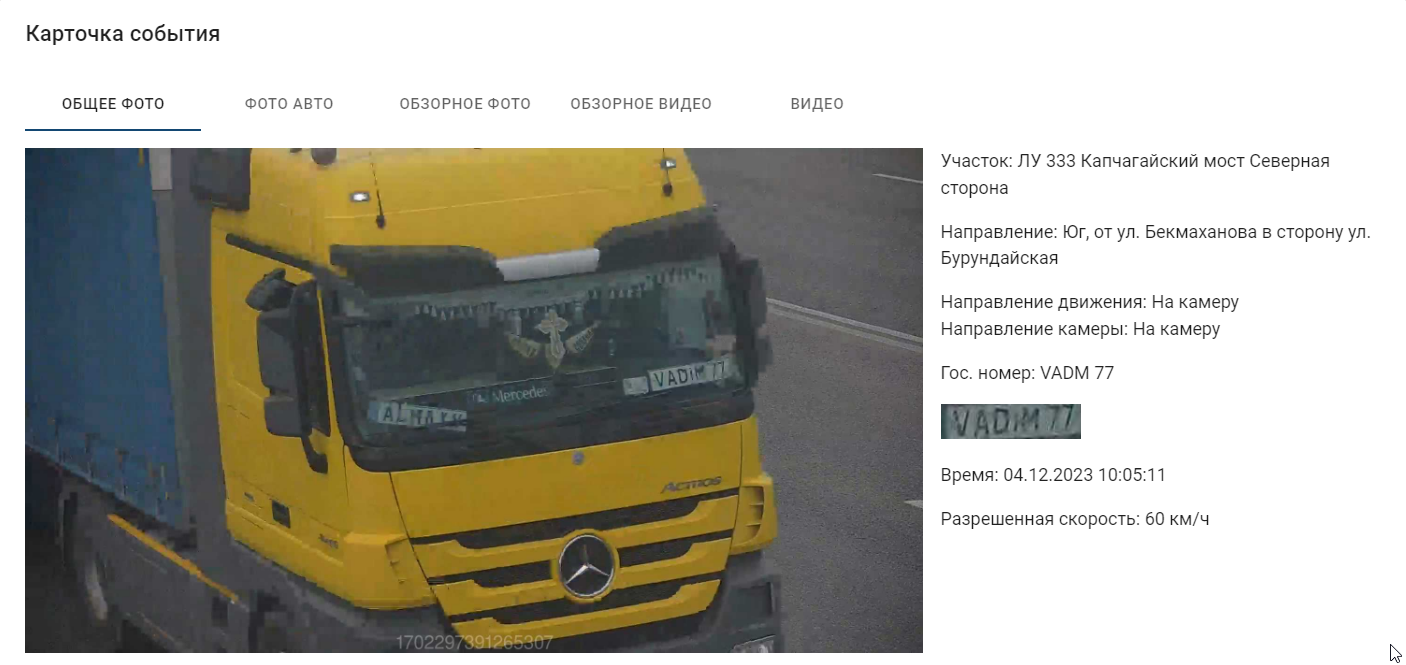 Карточка события
ОБЩЕЕ ФОТО
ФОТО АВТО
ОБЗОРНОЕ ФОТО
ОБЗОРНОЕ ВИДЕО
ВИДЕО
ALMATY
Mercedes
VADIM 77
Actros
1702297391265307
Участок: ЛУ 333 Капчагайский мост Северная
сторона
Направление: Юг, от ул. Бекмаханова в сторону ул.
Бурундайская
Направление движения: На камеру
Направление камеры: На камеру
Гос. номер: VADM 77
VADIM 77
Время: 04.12.2023 10:05:11
Разрешенная скорость: 60 км/ч